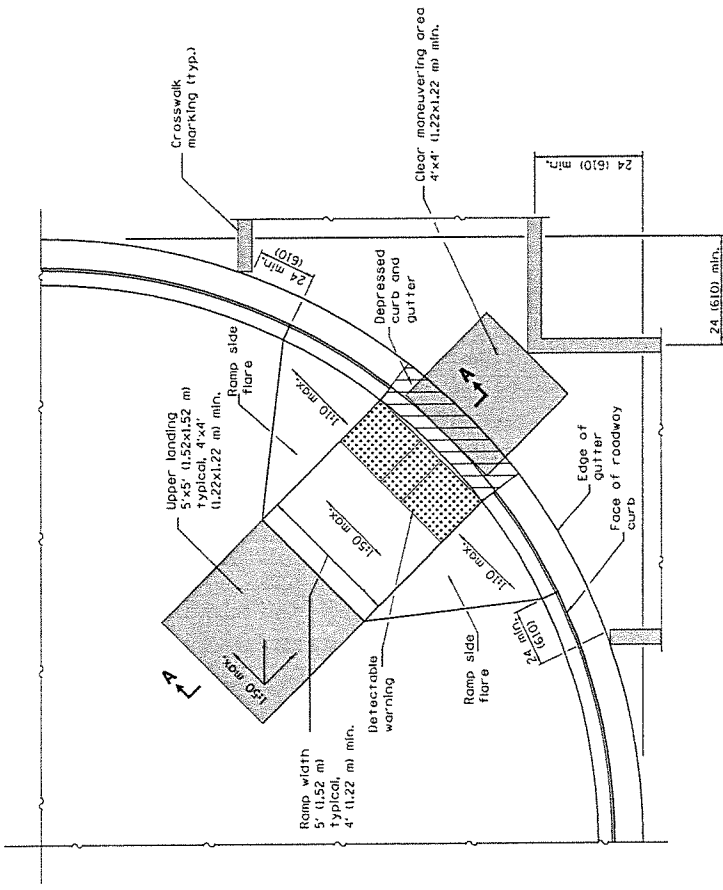 Crosswalk
marking (typ.)
Clear maneuvering area
4'x4' (1.22x1.22 m) min.
24 (610)
min.
24 (610) min.
24 min.
(610)
Depressed
curb and
gutter
Ramp side
flare
Upper landing
5'x5' (1.52x1.52 m)
typical, 4'x4'
(1.22x1.22 m) min.
1:10 max.
A
1:50 max.
1:10 max.
1:50 max.
A
Edge of
gutter
Face of roadway
curb
Detectable
warning
Ramp side
flare
24 min.
(610)
Ramp width
5' (1.52 m)
typical,
4' (1.22 m) min.